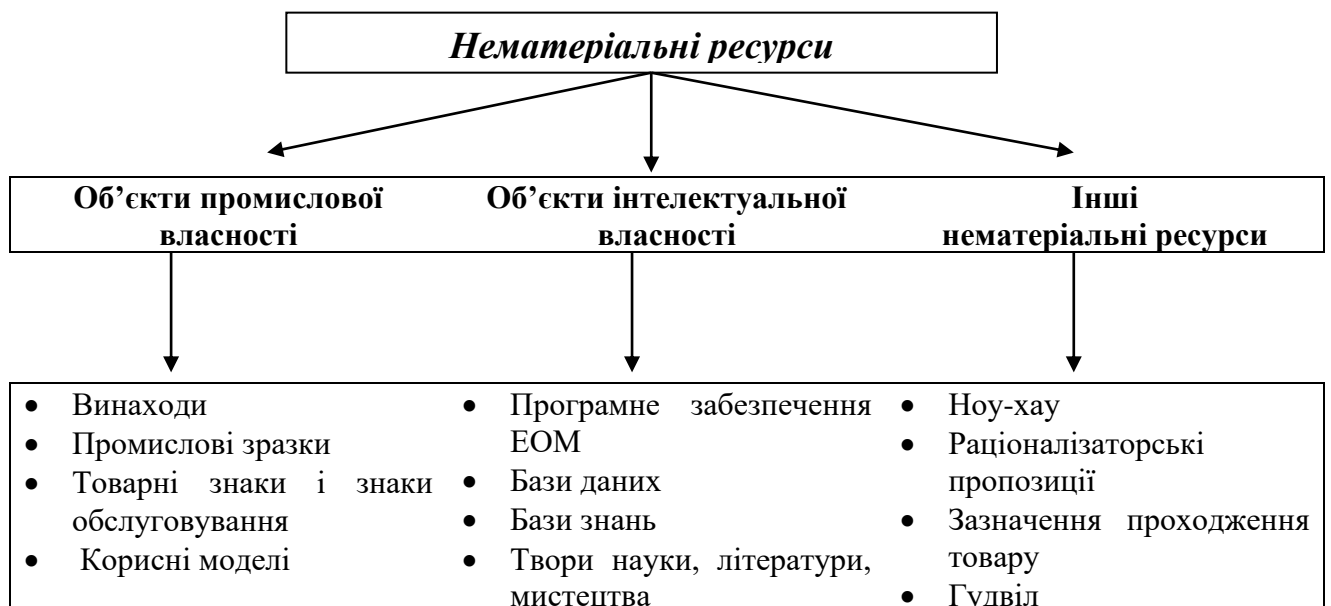 Нематеріальні ресурси
Об’єкти промислової
власності
Об’єкти інтелектуальної
власності
Інші
нематеріальні ресурси
• Винаходи
• Промислові зразки
• Товарні знаки і знаки
обслуговування
• Корисні моделі
• Програмне забезпечення
ЕОМ
• Бази даних
• Бази знань
• Твори науки, літератури,
мистецтва
• Ноу-хау
• Раціоналізаторські
пропозиції
• Зазначення проходження
товару
• Гудвіл